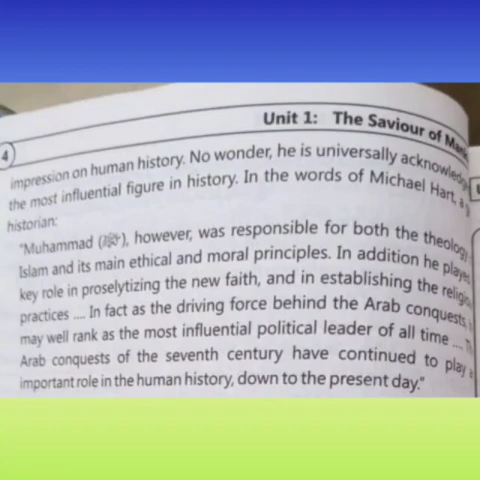 4
Unit 1: The Saviour of
impression on human history. No wonder, he is universally
the most influential figure in history. In the words of Michael Hart, a
historian:
"Muhammad (ﷺ), however, was responsible for both the
Islam and its main ethical and moral principles. In addition he
key role in proselytizing the new faith, and in establishing the
practices .... In fact as the driving force behind the Arab conquests,
may well rank as the most influential political leader of all time ....
Arab conquests of the seventh century have continued to play
important role in the human history, down to the present day."